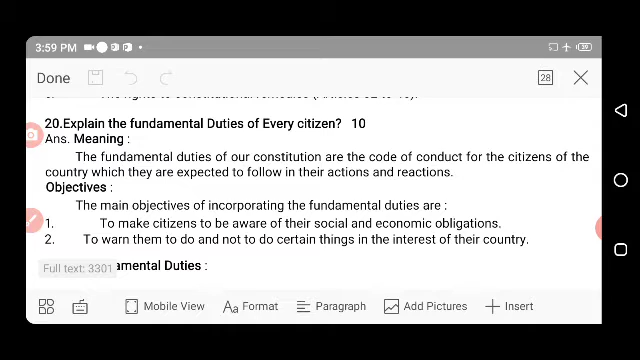 3:59 PM
39
Done
28
20.Explain the fundamental Duties of Every citizen? 10
Ans. Meaning :
The fundamental duties of our constitution are the code of conduct for the citizens of the
country which they are expected to follow in their actions and reactions.
Objectives :
The main objectives of incorporating the fundamental duties are :
1. To make citizens to be aware of their social and economic obligations.
2. To warn them to do and not to do certain things in the interest of their country.
Full text: 3301
amental Duties :
Mobile View Aa Format Paragraph Add Pictures Insert